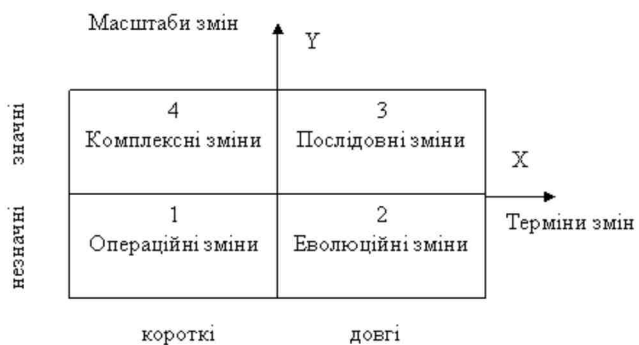 Масштаби змін
Y
значні
4
Комплексні зміни
3
Послідовні зміни
X
незначні
1
Операційні зміни
2
Еволюційні зміни
Терміни змін
короткі
довгі